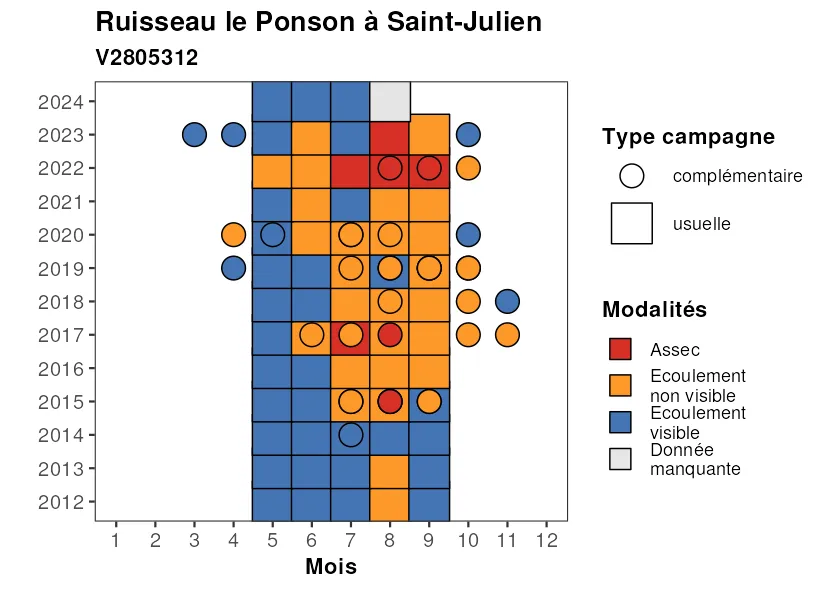 Ruisseau le Ponson à Saint-Julien
V2805312
2024
2023
2022
2021
2020
2019
2018
2017
2016
2015
2014
2013
2012
1 2 3 4 5 6 7 8 9 10 11 12
Mois
Type campagne
complémentaire
usuelle
Modalités
Assec
Ecoulement
non visible
Ecoulement
visible
Donnée
manquante